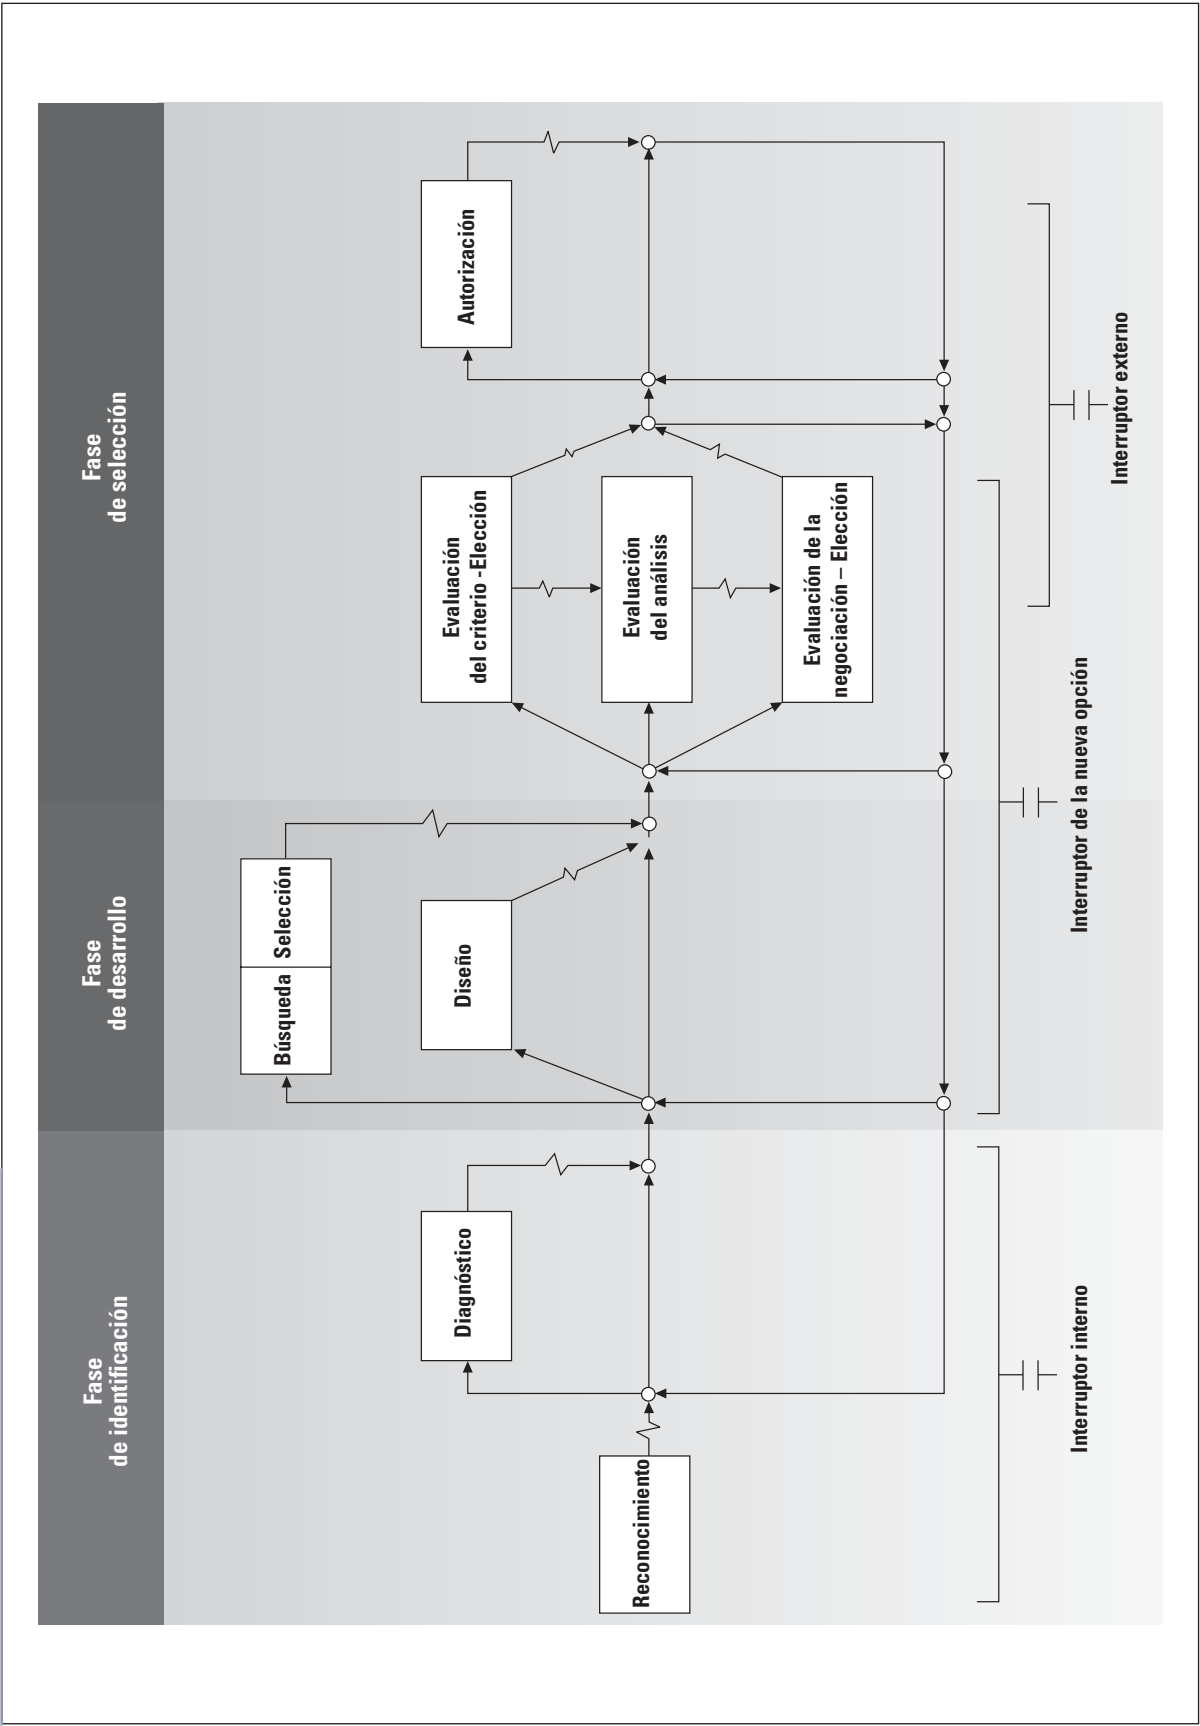 Fase
de identificación
Fase
de desarrollo
Fase
de selección
Búsqueda
Selección
Diagnóstico
Diseño
Evaluación
del criterio -Elección
Autorización
Reconocimiento
Evaluación
del análisis
Evaluación de la
negociación – Elección
Interruptor interno
Interruptor de la nueva opción
Interruptor externo